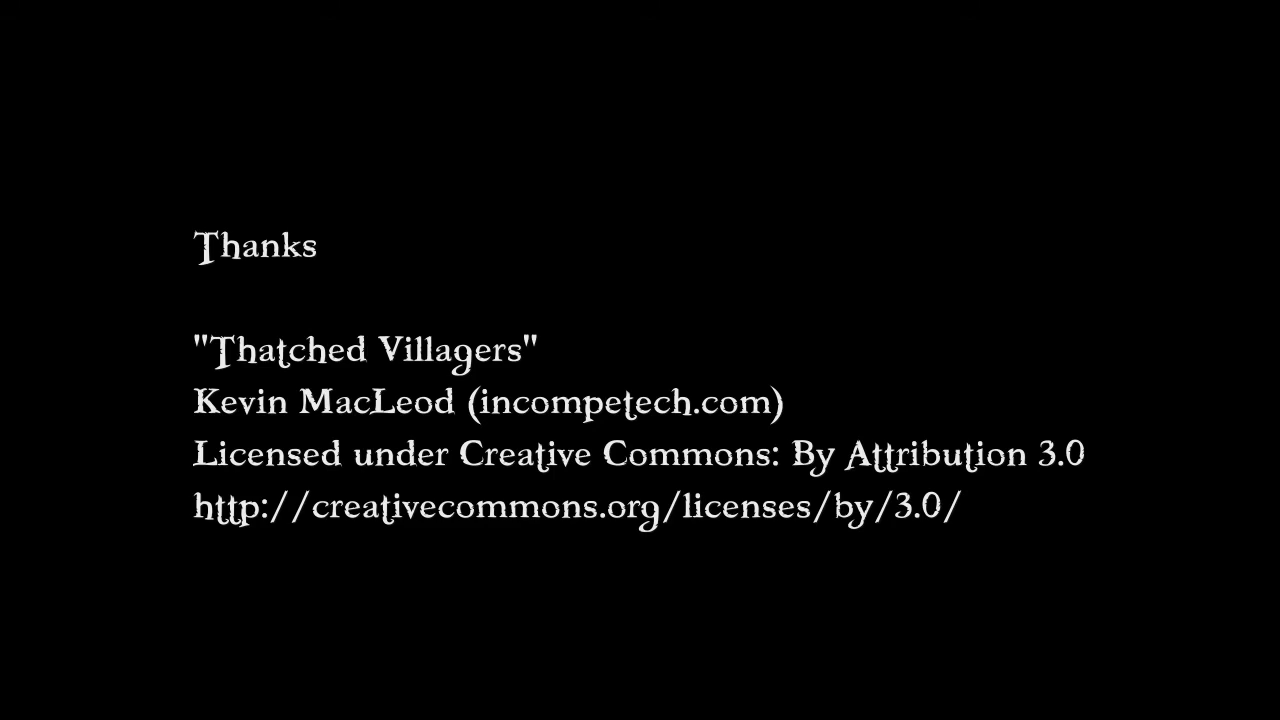 Thanks
"Thatched Villagers"
Kevin MacLeod (incompetech.com)
Licensed under Creative Commons: By Attribution 3.0
http://creativecommons.org/licenses/by/3.0/